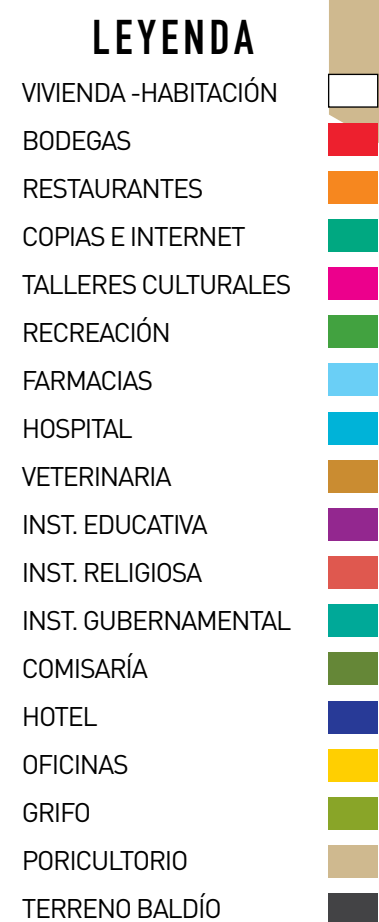 LEYENDA
VIVIENDA -HABITACIÓN
BODEGAS
RESTAURANTES
COPIAS E INTERNET
TALLERES CULTURALES
RECREACIÓN
FARMACIAS
HOSPITAL
VETERINARIA
INST. EDUCATIVA
INST. RELIGIOSA
INST. GUBERNAMENTAL
COMISARÍA
HOTEL
OFICINAS
GRIFO
PORICULTORIO
TERRENO BALDÍO